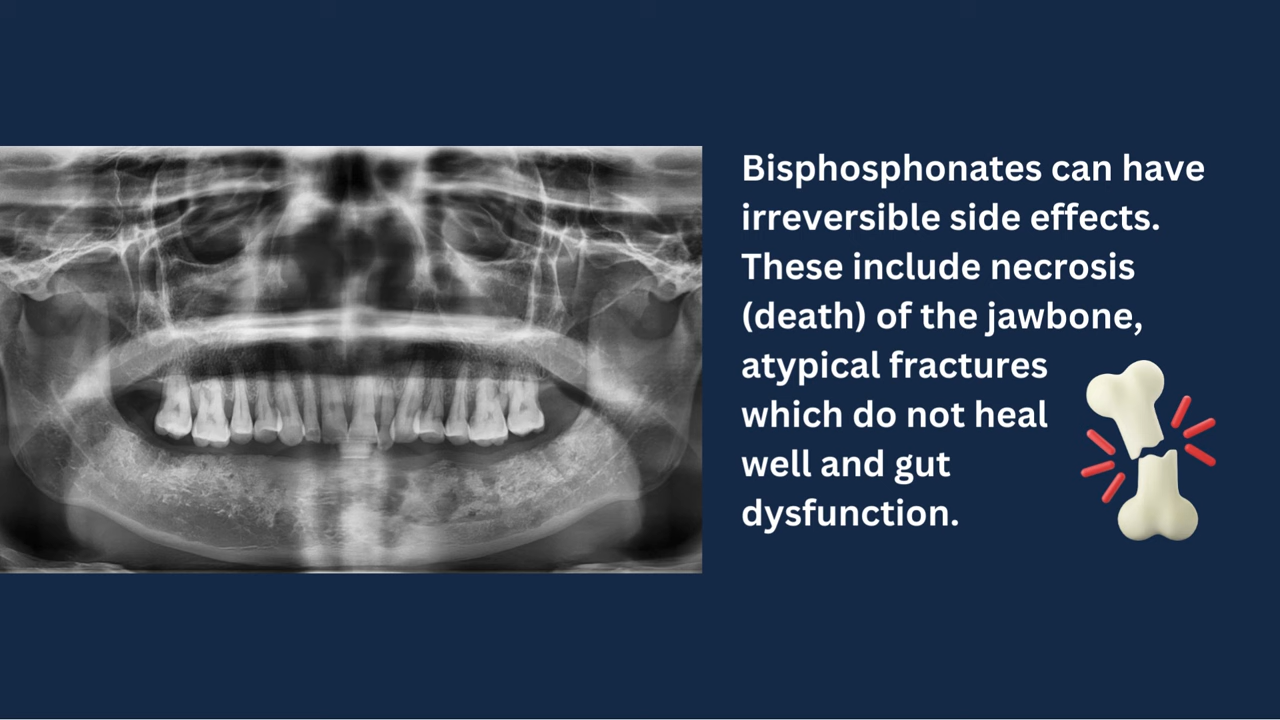 Bisphosphonates can have
irreversible side effects.
These include necrosis
(death) of the jawbone,
atypical fractures
which do not heal
well and gut
dysfunction.